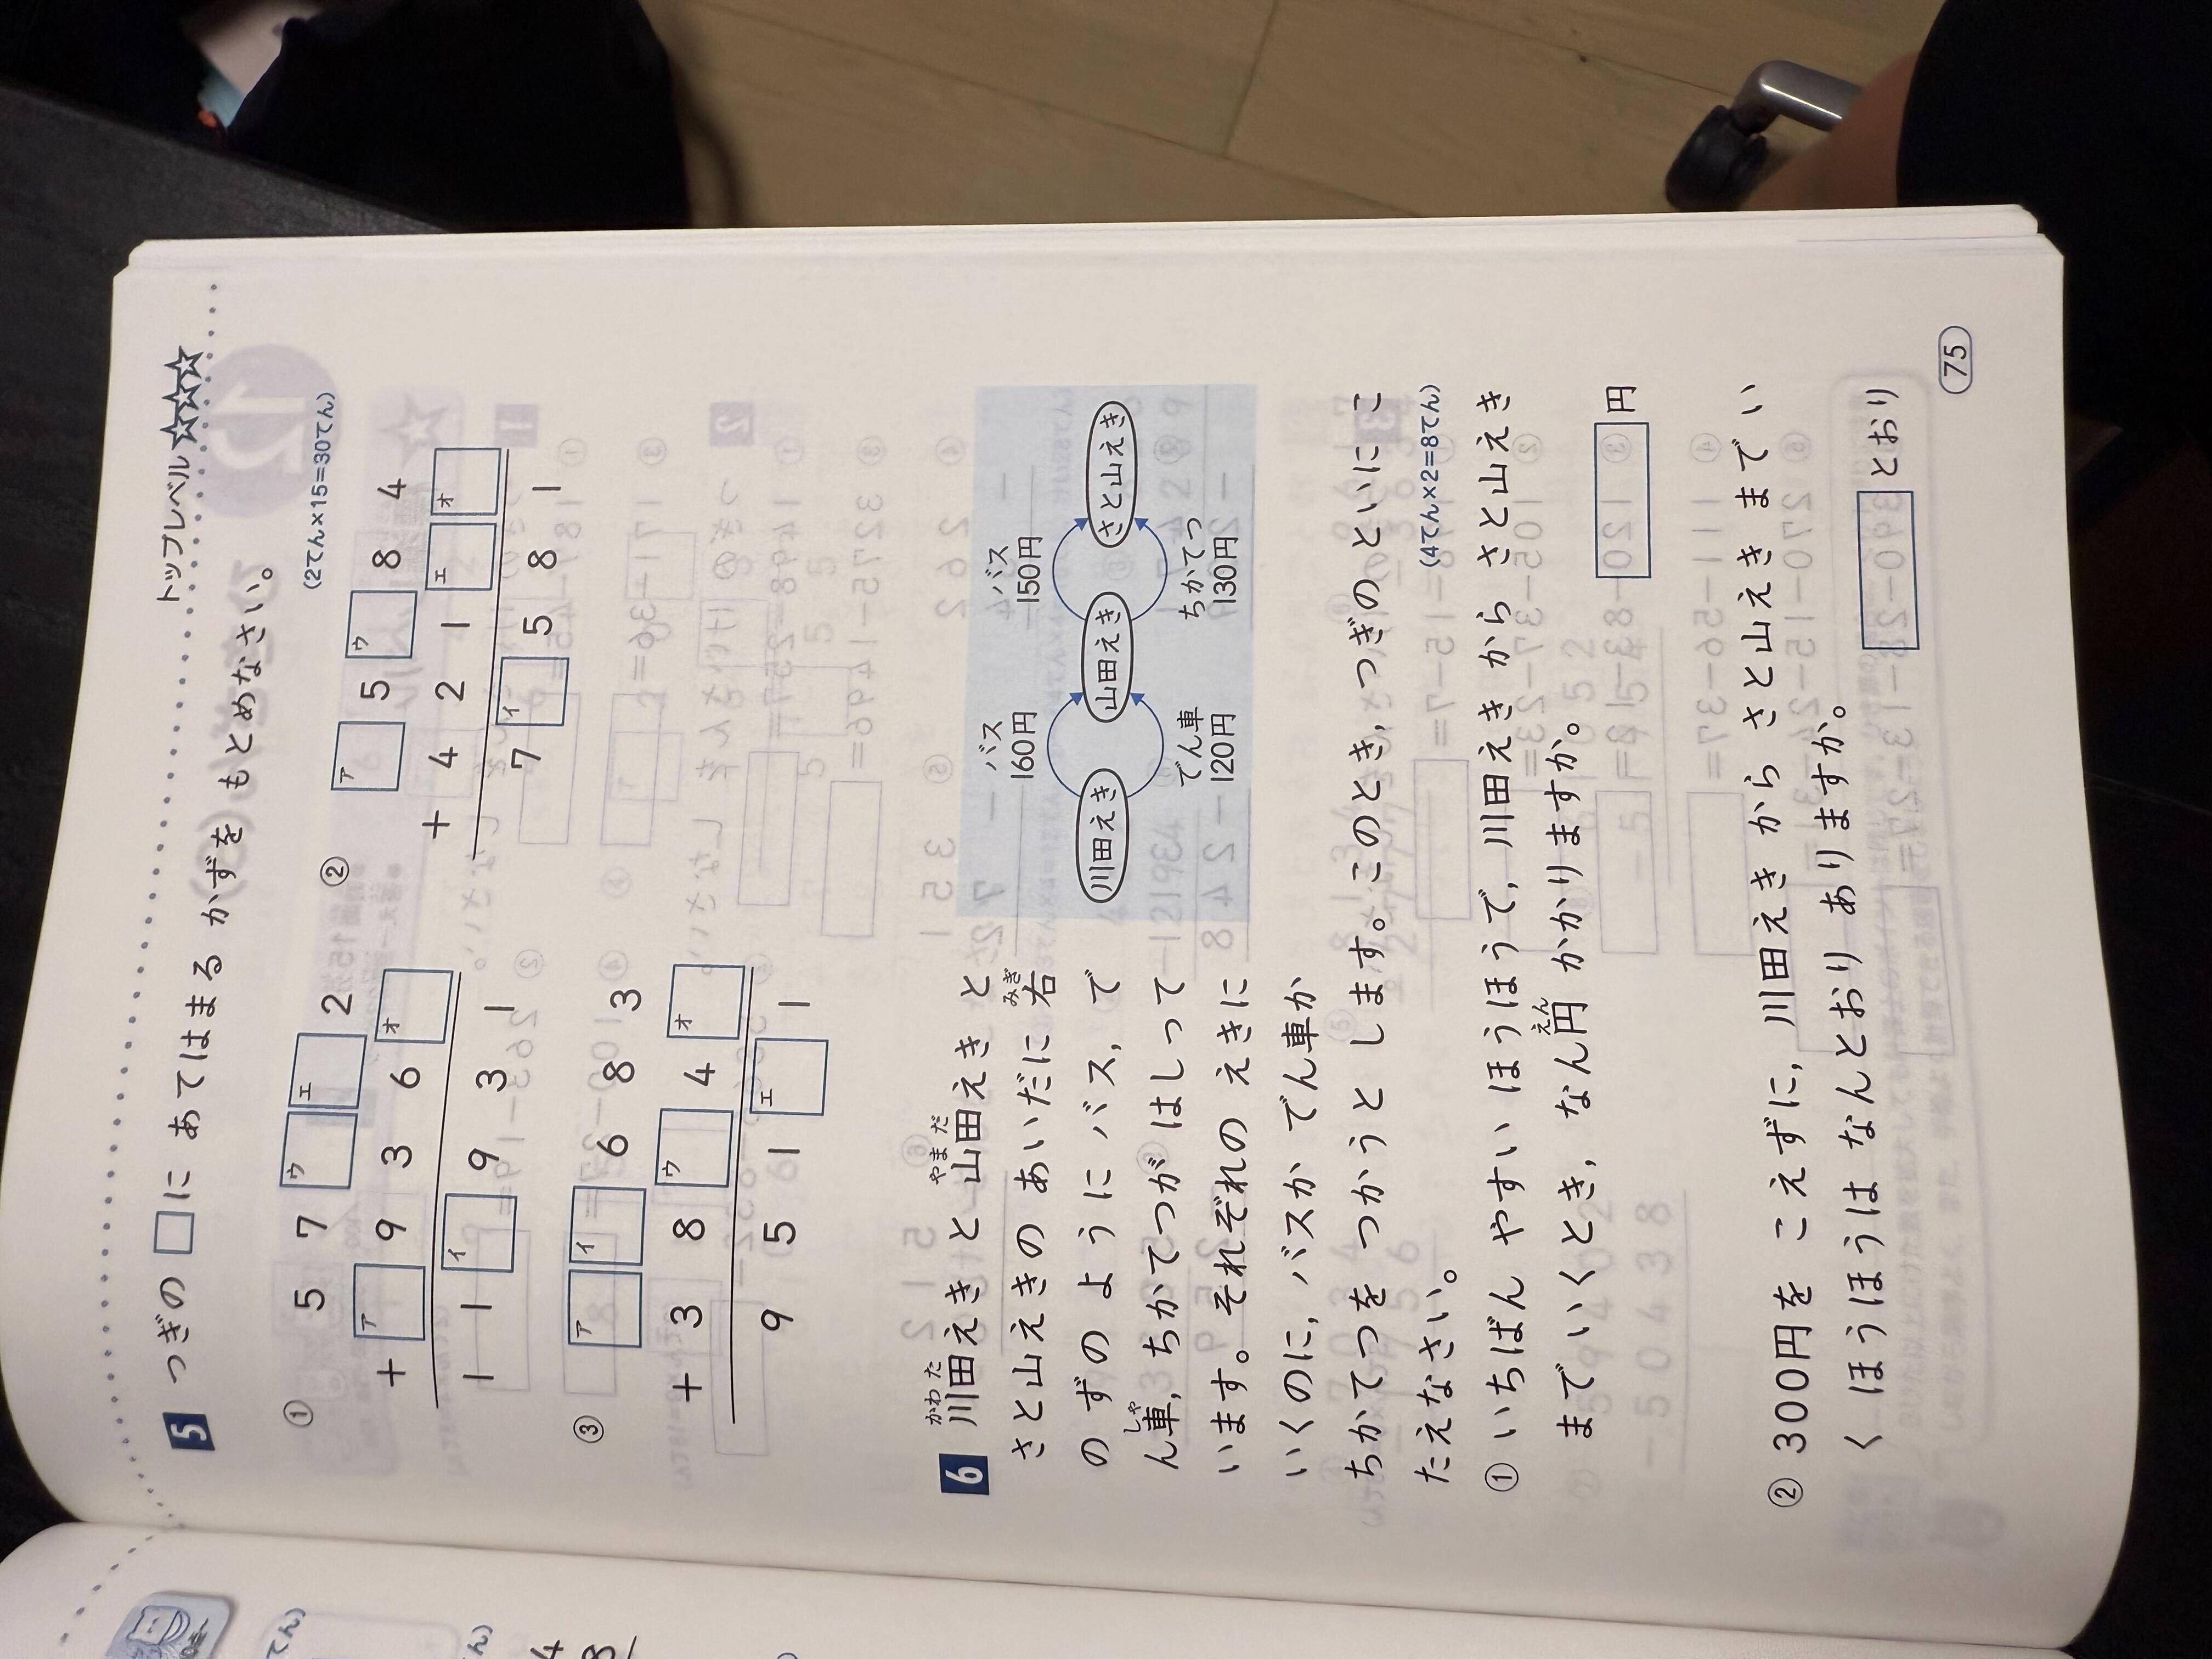 トップレベル☆☆☆
5 つぎの □に あてはまる かずを もとめなさい。
(2てん×15=30てん)
① 5 7 ウ エ 2
+ ア 9 3 6 オ
1 1 イ 9 3 1
② ア 5 ウ 8 4
+ 4 2 1 エ オ
7 イ 5 8 1
③ ア イ 6 8 3
+ 3 8 ウ 4 オ
9 5 1 エ 1
6 川田えきと 山田えきと
さと山えきの あいだに 右
の ずの ように バス, で
ん車, ちかてつが はしって
います。それぞれの えきに
いくのに, バスか でん車か
ちかてつを つかうと します。このとき, つぎの といに こ
たえなさい。
(4てん×2=8てん)
かわた
やまだ
みぎ
しゃ
バス
160円
バス
150円
川田えき
山田えき
さと山えき
でん車
120円
ちかてつ
130円
① いちばん やすい ほうほうで, 川田えきから さと山えき
まで いくとき, なん円 かかりますか。
えん
円
② 300円を こえずに, 川田えきから さと山えきまで い
く ほうほうは なんとおり ありますか。
とおり
75